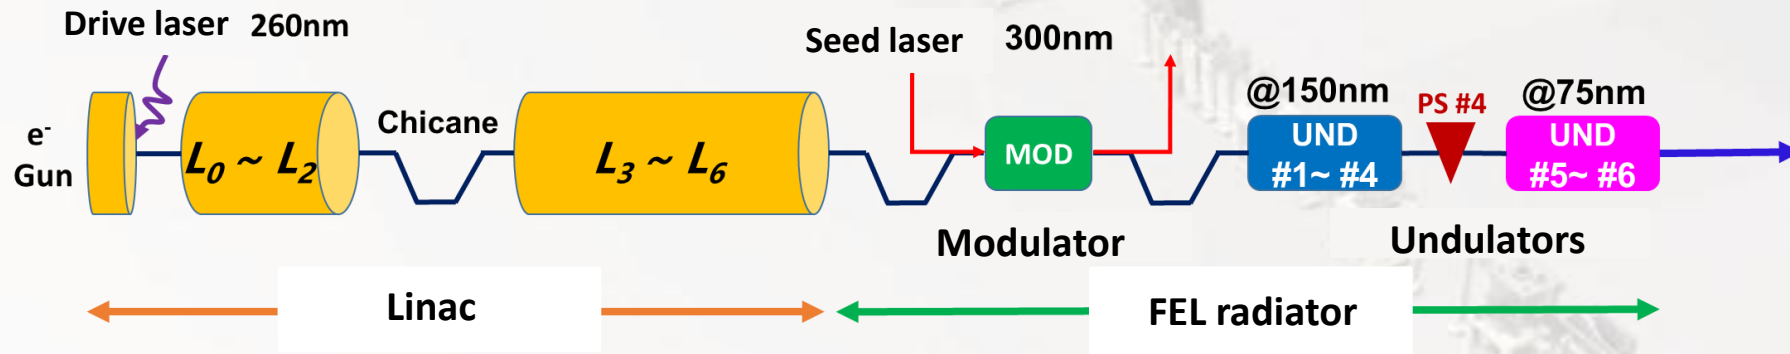 Drive laser 260nm
e-
Gun
L0 ~ L2
Chicane
L3 ~ L6
Seed laser 300nm
MOD
Modulator
@150nm
UND
#1~ #4
PS #4
@75nm
UND
#5~ #6
Undulators
Linac
FEL radiator